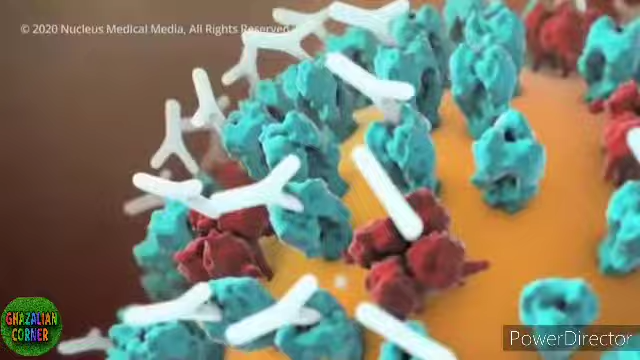 © 2020 Nucleus Medical Media, All Rights Reserved
GHAZALIAN
CORNER
PowerDirector